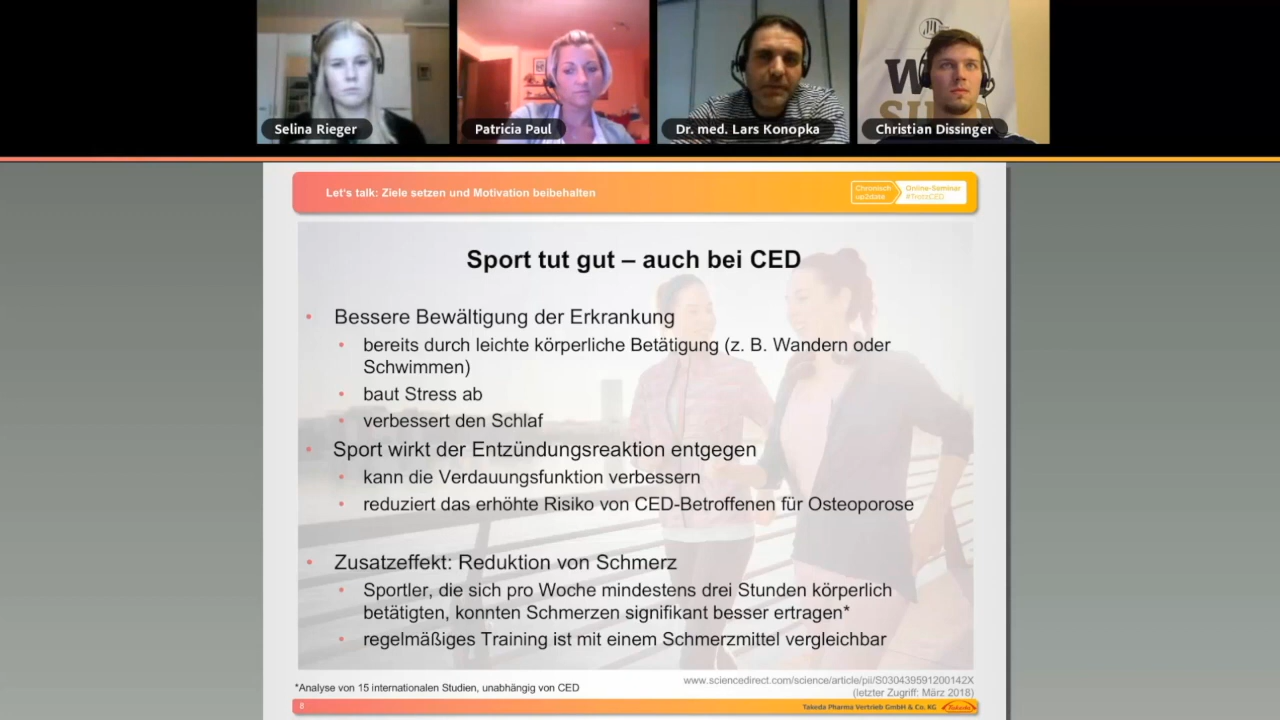 Selina Rieger
Patricia Paul
Dr. med. Lars Konopka
Christian Dissinger
Let's talk: Ziele setzen und Motivation beibehalten
Chronisch
up2date
Online-Seminar
#TrotzCED
Sport tut gut – auch bei CED
• Bessere Bewältigung der Erkrankung
• bereits durch leichte körperliche Betätigung (z. B. Wandern oder
Schwimmen)
• baut Stress ab
• verbessert den Schlaf
• Sport wirkt der Entzündungsreaktion entgegen
• kann die Verdauungsfunktion verbessern
• reduziert das erhöhte Risiko von CED-Betroffenen für Osteoporose
• Zusatzeffekt: Reduktion von Schmerz
• Sportler, die sich pro Woche mindestens drei Stunden körperlich
betätigten, konnten Schmerzen signifikant besser ertragen*
• regelmäßiges Training ist mit einem Schmerzmittel vergleichbar
www.sciencedirect.com/science/article/pii/S030439591200142X
(letzter Zugriff: März 2018)
*Analyse von 15 internationalen Studien, unabhängig von CED
8
Takeda Pharma Vertrieb GmbH & Co. KG
Takeda